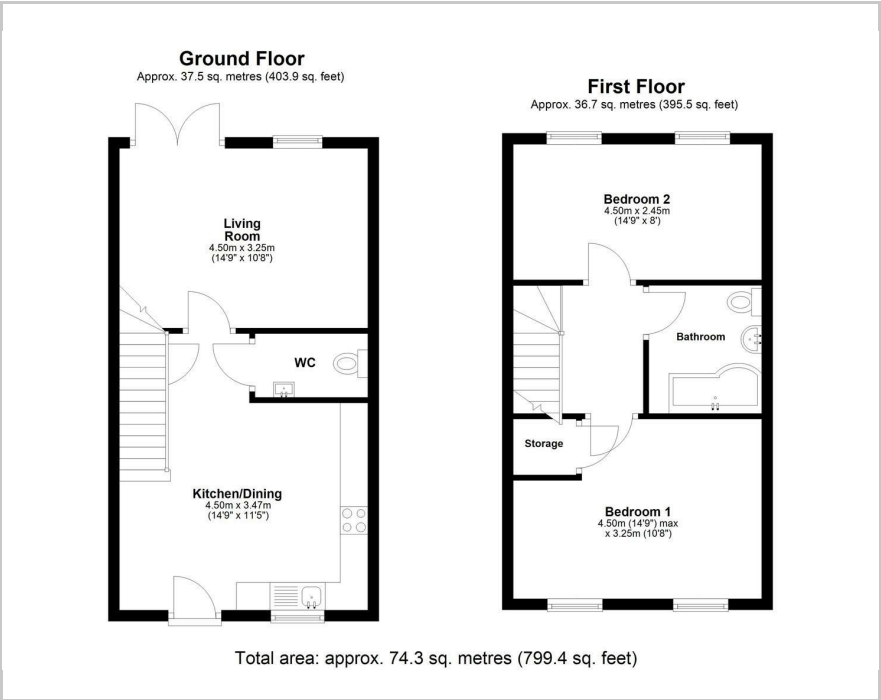 Ground Floor
Approx. 37.5 sq. metres (403.9 sq. feet)
Living
Room
4.50m x 3.25m
(14'9" x 10'8")
WC
Kitchen/Dining
4.50m x 3.47m
(14'9" x 11'5")
First Floor
Approx. 36.7 sq. metres (395.5 sq. feet)
Bedroom 2
4.50m x 2.45m
(14'9" x 8')
Bathroom
Storage
Bedroom 1
4.50m (14'9") max
x 3.25m (10'8")
Total area: approx. 74.3 sq. metres (799.4 sq. feet)